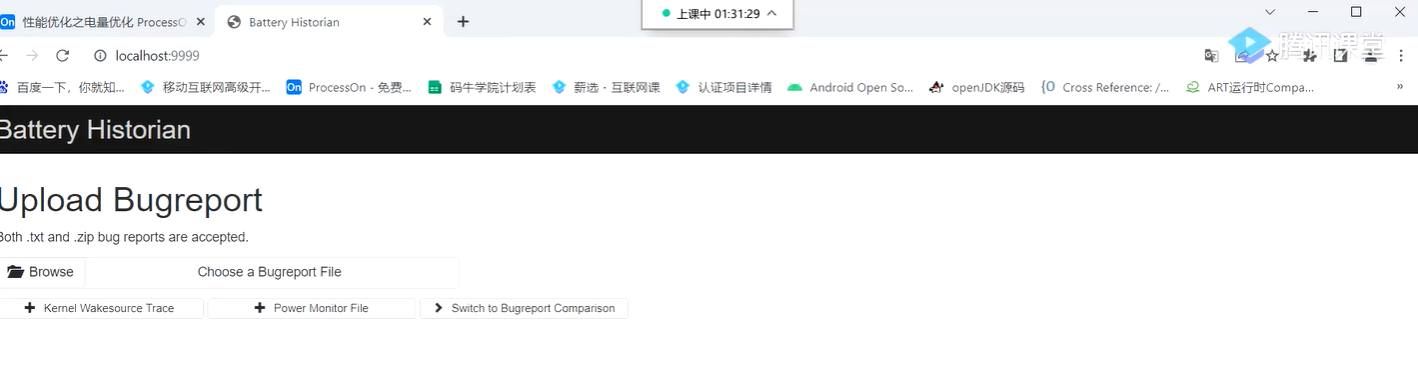 On 性能优化之电量优化 ProcessO
Battery Historian
上课中 01:31:29
localhost:9999
腾讯课堂
百度一下，你就知... 移动互联网高级开... On ProcessOn - 免费... 码牛学院计划表 薪选 - 互联网课 认证项目详情 Android Open So... openJDK源码 {O Cross Reference: /... ART运行时Compa... »
Battery Historian
Upload Bugreport
Both .txt and .zip bug reports are accepted.
Browse Choose a Bugreport File
Kernel Wakesource Trace Power Monitor File Switch to Bugreport Comparison